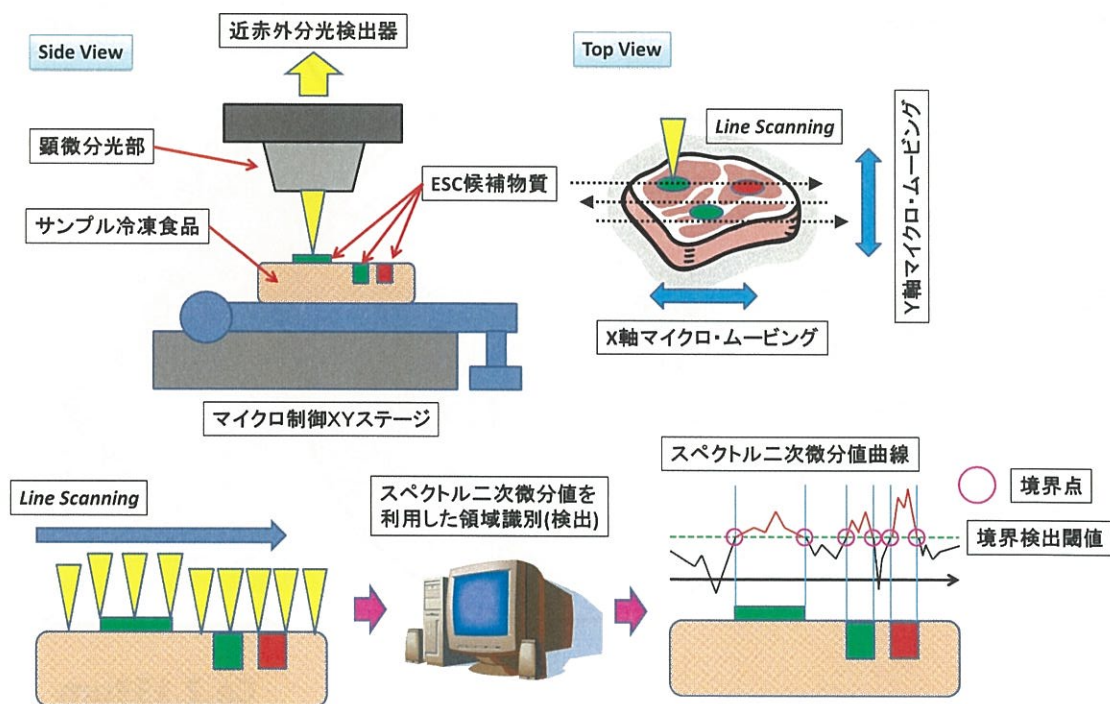 近赤外分光検出器
Side View
顕微分光部
ESC候補物質
サンプル冷凍食品
マイクロ制御XYステージ
Top View
Line Scanning
Y軸マイクロ・ムービング
X軸マイクロ・ムービング
Line Scanning
スペクトル二次微分値を
利用した領域識別(検出)
スペクトル二次微分値曲線
境界点
境界検出閾値